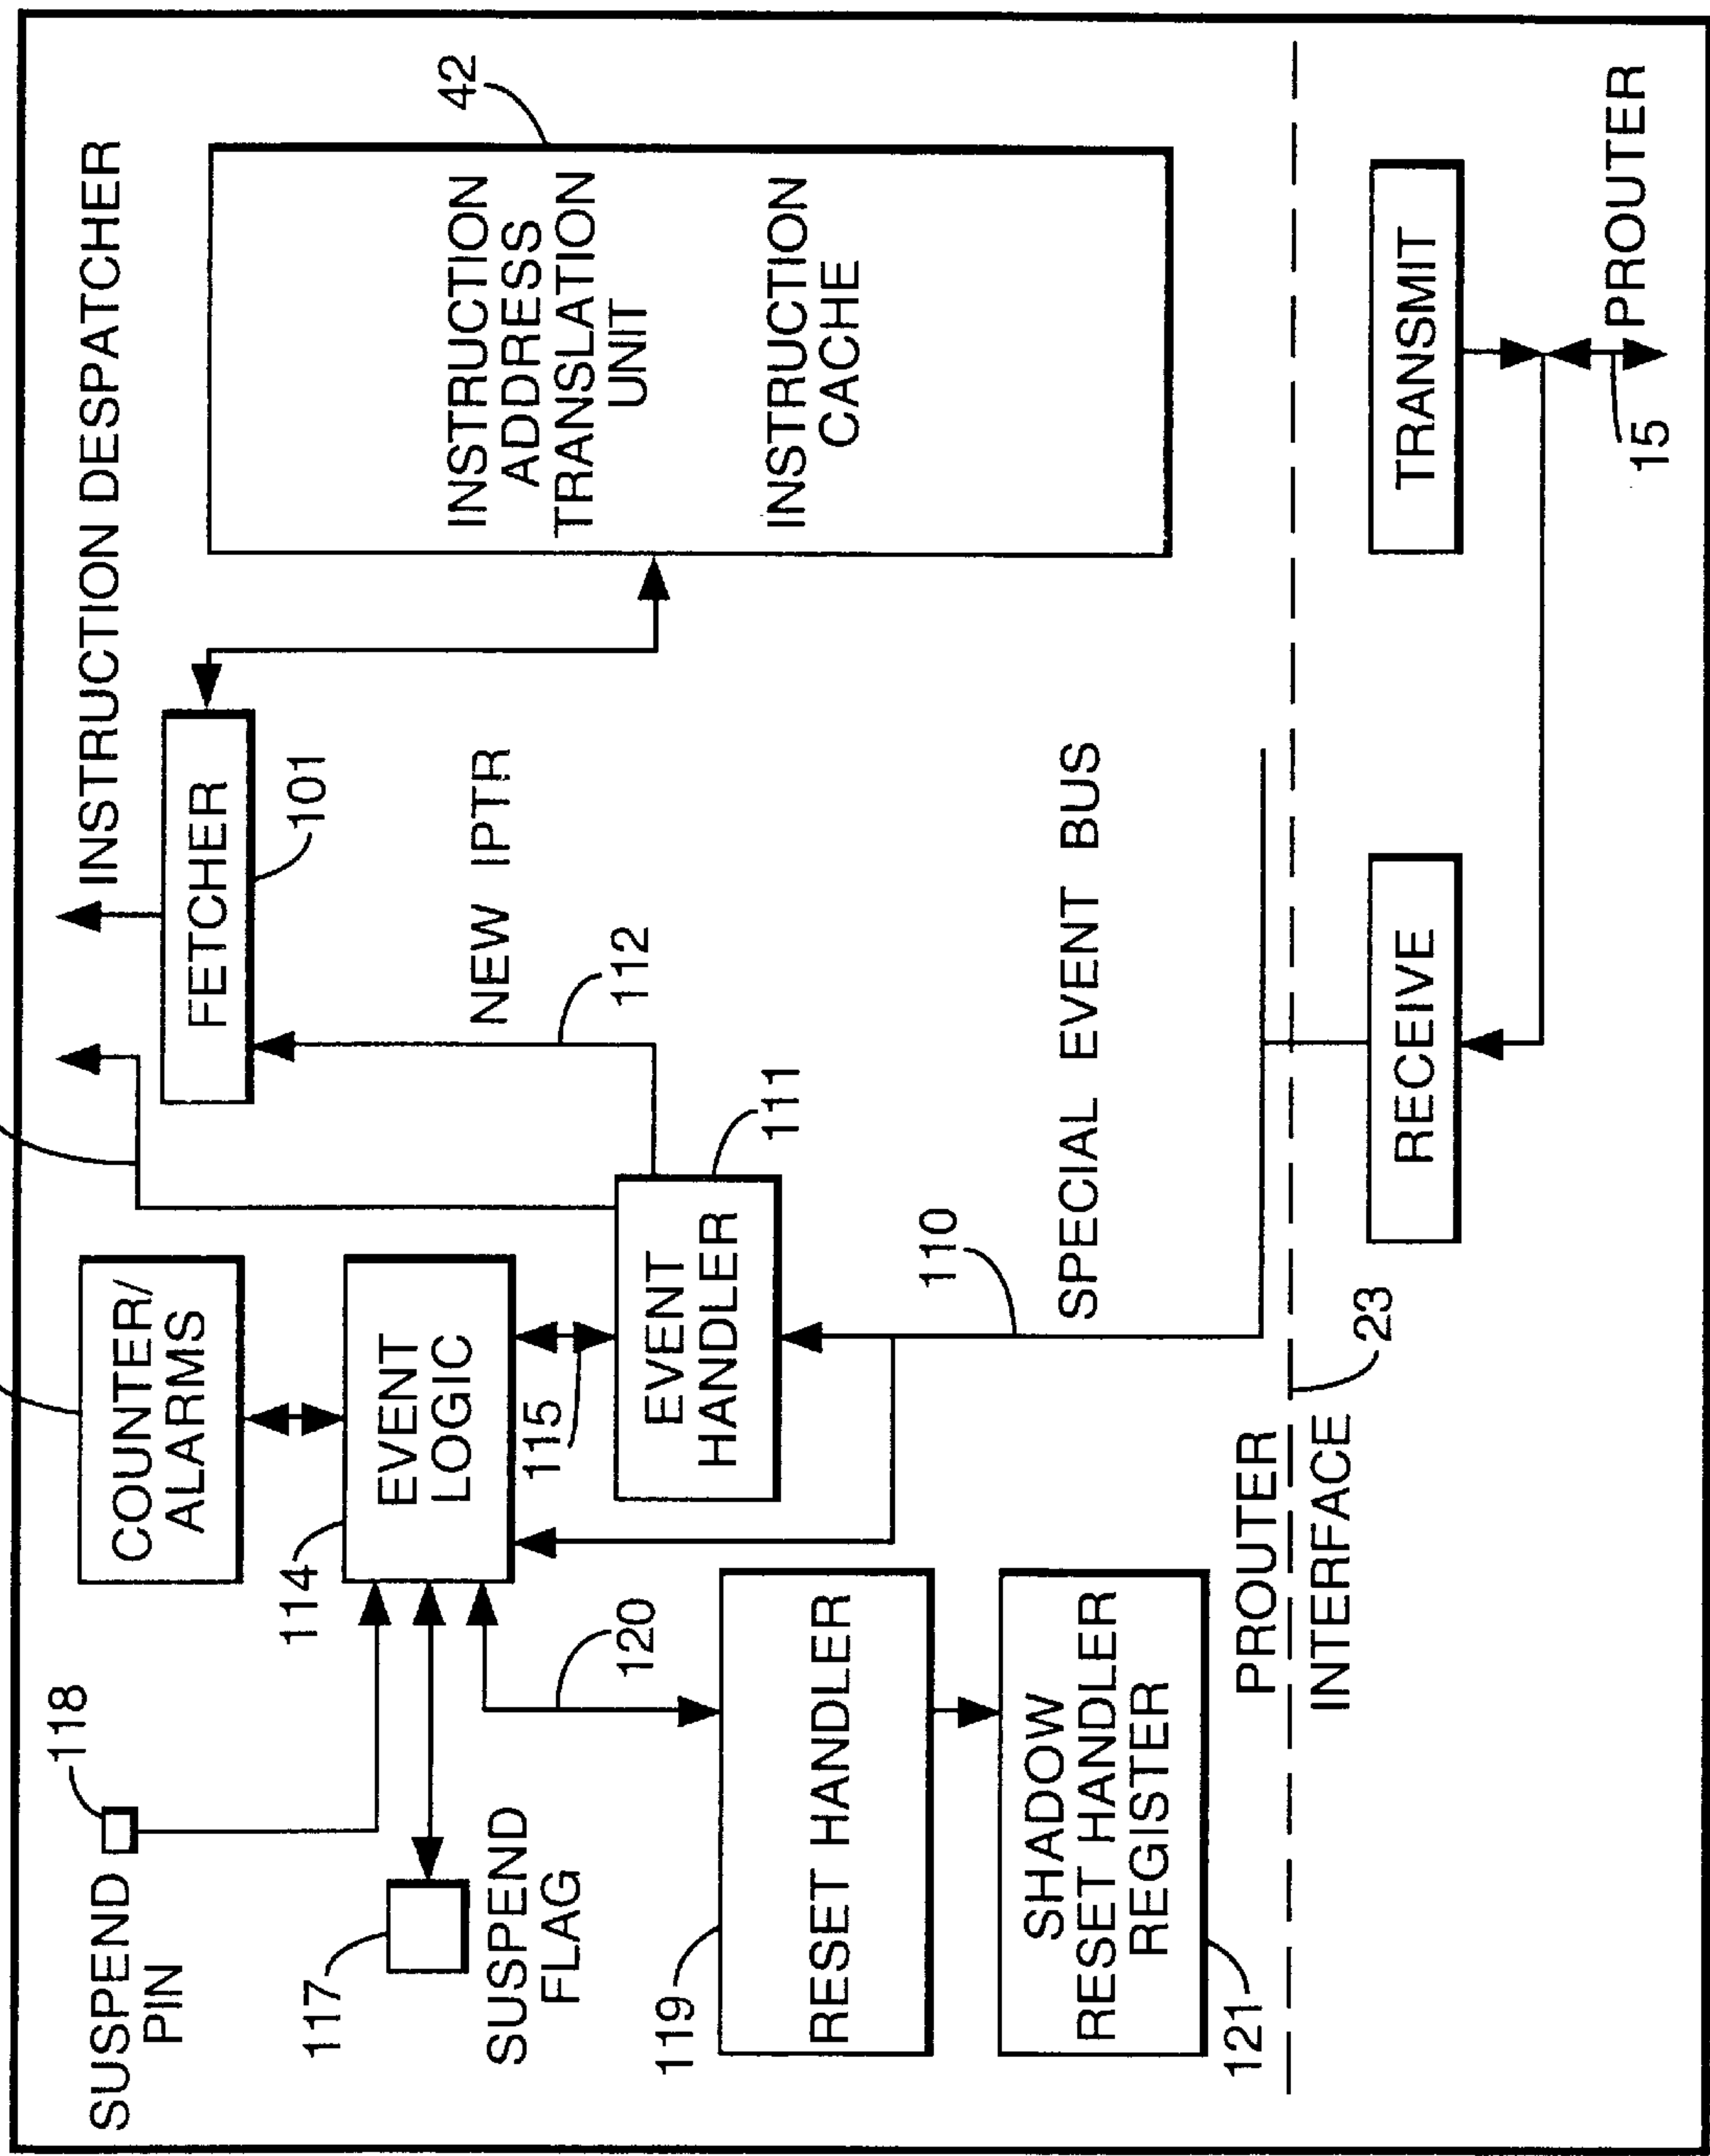 INSTRUCTION DESPATCHER
SUSPEND
PIN
118
COUNTER/
ALARMS
FETCHER
101
42
INSTRUCTION
ADDRESS
TRANSLATION
UNIT
INSTRUCTION
CACHE
117
SUSPEND
FLAG
114
EVENT
LOGIC
115
NEW IPTR
112
120
EVENT
HANDLER
111
119
RESET HANDLER
110
SPECIAL EVENT BUS
SHADOW
RESET HANDLER
REGISTER
121
PROUTER
INTERFACE
23
RECEIVE
TRANSMIT
15
PROUTER